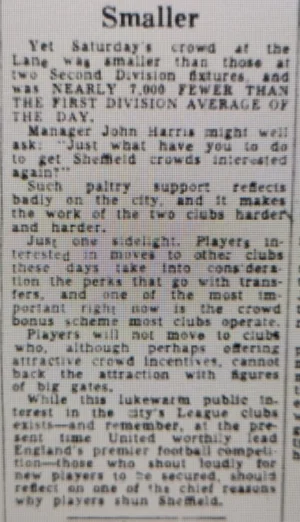 Smaller
Yet Saturday's crowd at the
Lane was smaller than those at
two Second Division fixtures, and
was NEARLY 7,000 FEWER THAN
THE FIRST DIVISION AVERAGE OF
THE DAY.
Manager John Harris might well
ask: "Just what have you to do
to get Sheffield crowds interested
again?"
Such paltry support reflects
badly on the city, and it makes
the work of the two clubs harder
and harder.
Just one sidelight. Players in-
terested in moves to other clubs
these days take into considera-
tion the perks that go with trans-
fers, and one of the most im-
portant right now is the crowd
bonus scheme most clubs operate.
Players will not move to clubs
who, although perhaps offering
attractive crowd incentives, cannot
back the attraction with figures
of big gates.
While this lukewarm public in-
terest in the city's League clubs
exists—and remember, at the pre-
sent time United worthily lead
England's premier football competi-
tion—those who shout loudly for
new players to be secured, should
reflect on one of the chief reasons
why players shun Sheffield.